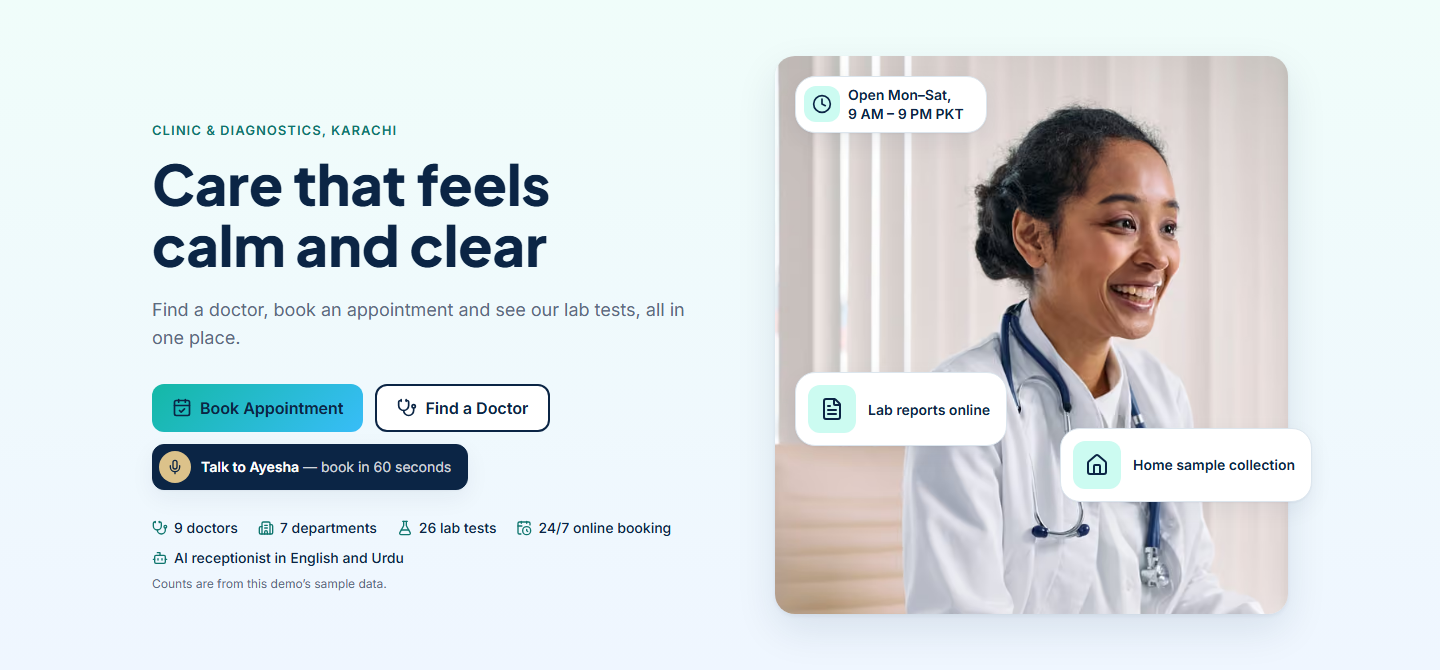 CLINIC & DIAGNOSTICS, KARACHI
Care that feels
calm and clear
Find a doctor, book an appointment and see our lab tests, all in
one place.
Book Appointment
Find a Doctor
Talk to Ayesha — book in 60 seconds
9 doctors
7 departments
26 lab tests
24/7 online booking
AI receptionist in English and Urdu
Counts are from this demo’s sample data.
Open Mon–Sat,
9 AM – 9 PM PKT
Lab reports online
Home sample collection